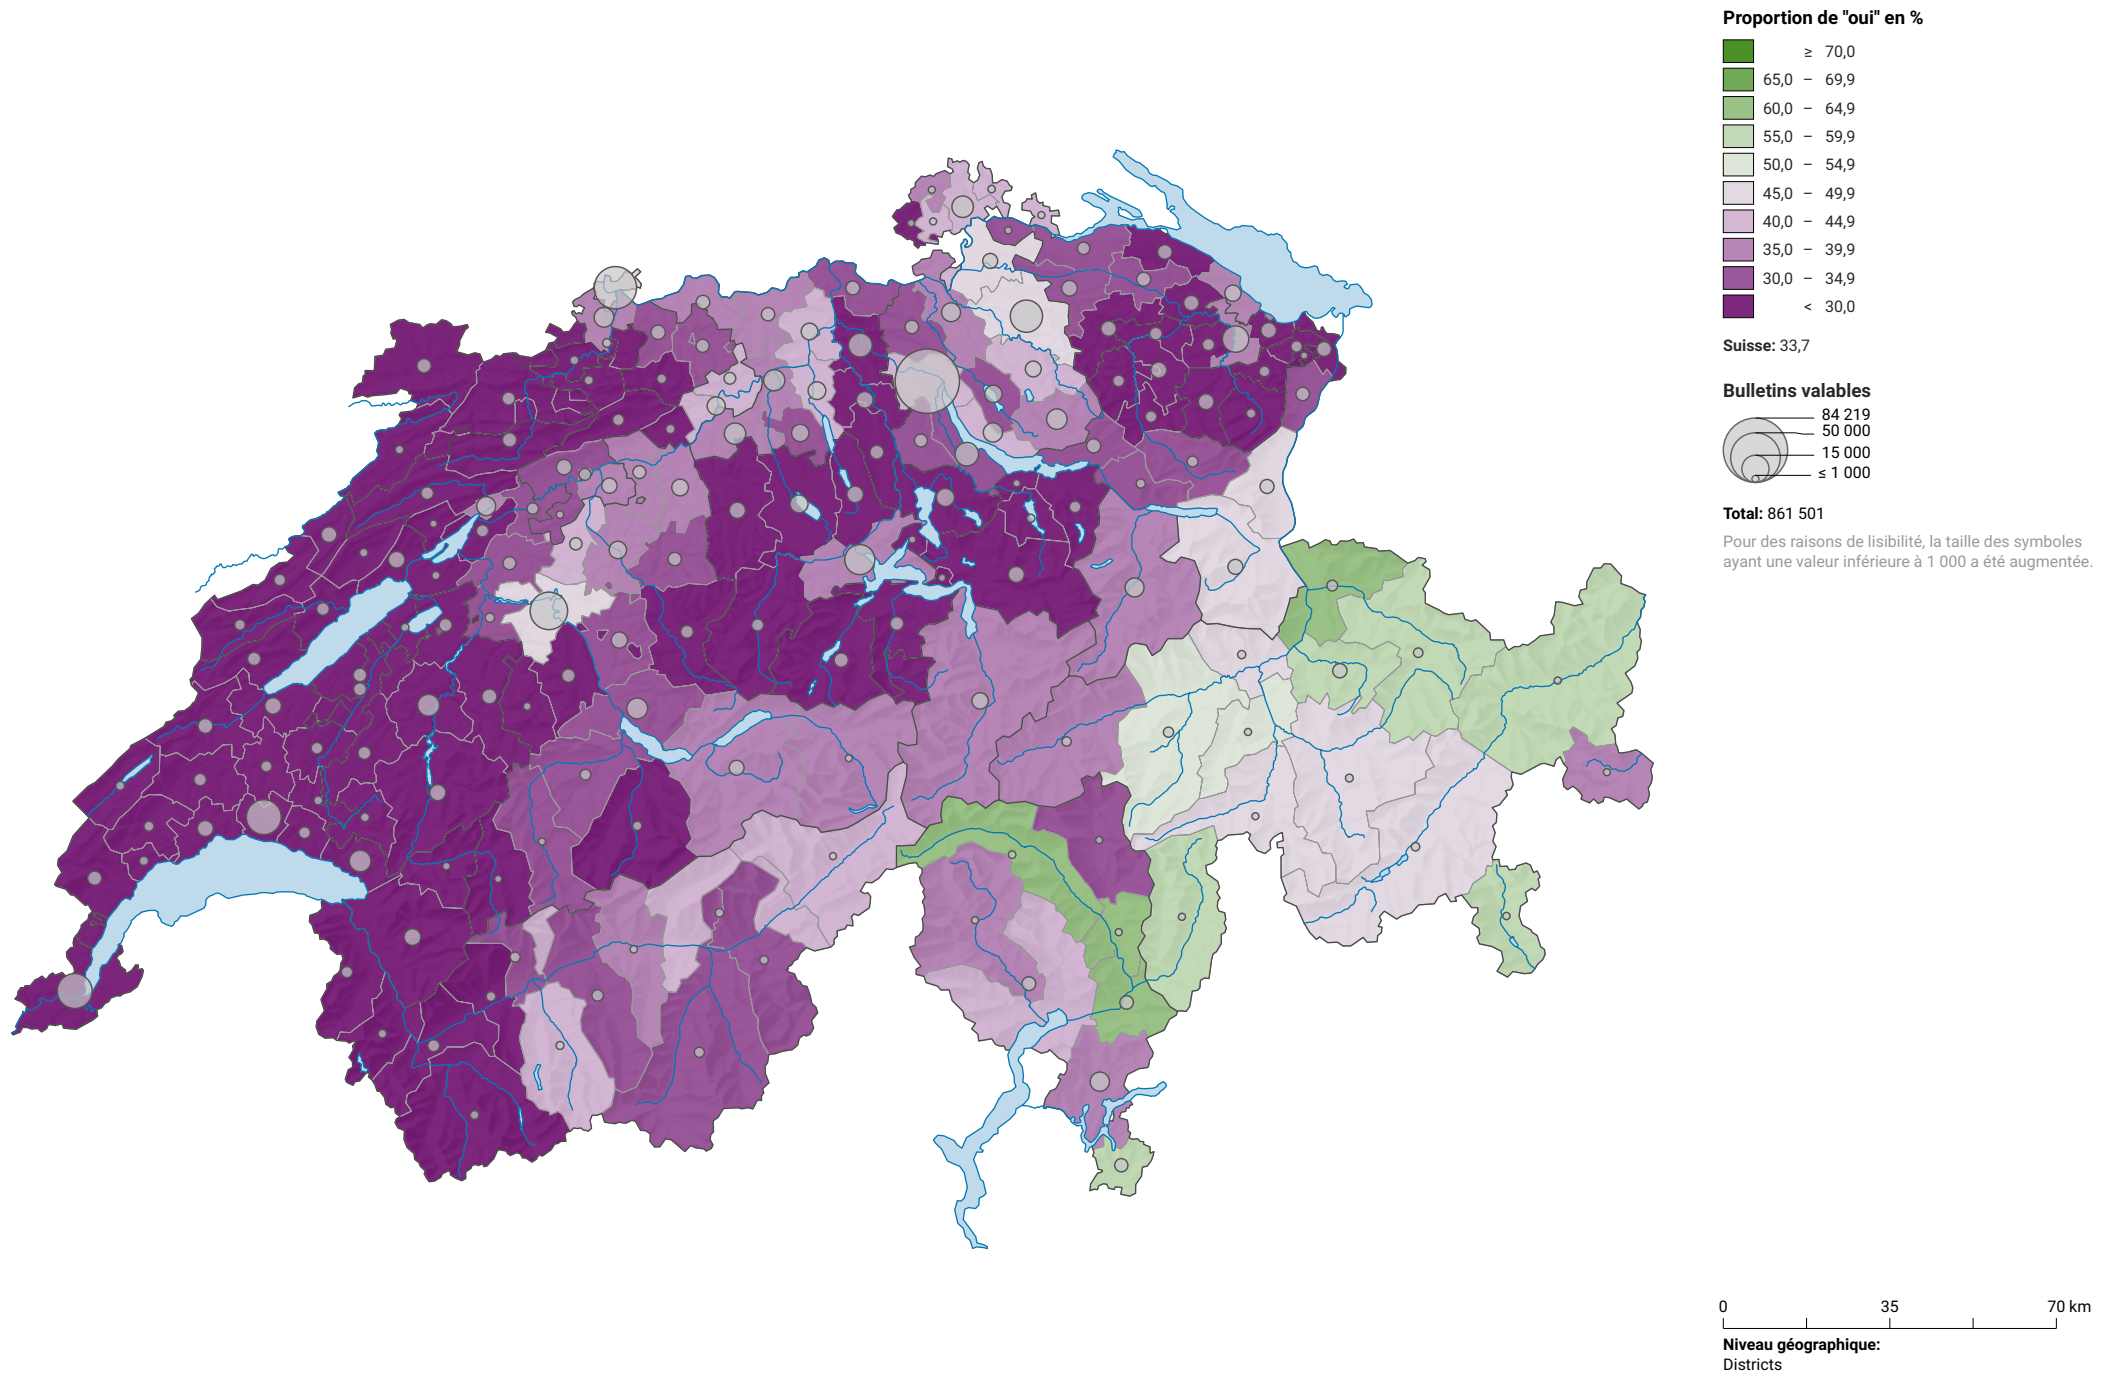 Proportion de "oui" en %
≥ 70,0
65,0 – 69,9
60,0 – 64,9
55,0 – 59,9
50,0 – 54,9
45,0 – 49,9
40,0 – 44,9
35,0 – 39,9
30,0 – 34,9
< 30,0
Suisse: 33,7
Bulletins valables
84 219
50 000
15 000
≤ 1 000
Total: 861 501
Pour des raisons de lisibilité, la taille des symboles
ayant une valeur inférieure à 1 000 a été augmentée.
0 35 70 km
Niveau géographique:
Districts